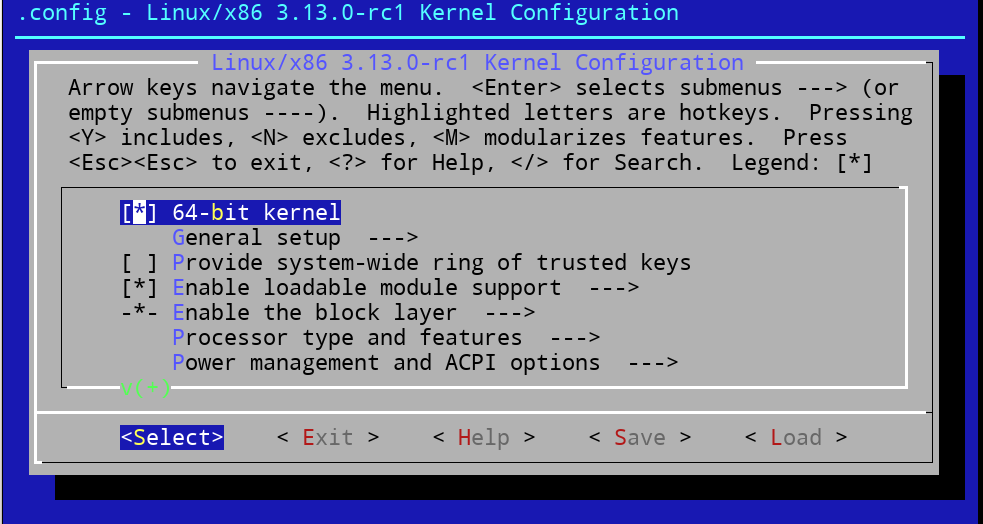 .config - Linux/x86 3.13.0-rc1 Kernel Configuration
Linux/x86 3.13.0-rc1 Kernel Configuration
Arrow keys navigate the menu.  <Enter> selects submenus ---> (or
empty submenus ----).  Highlighted letters are hotkeys.  Pressing
<Y> includes, <N> excludes, <M> modularizes features.  Press
<Esc><Esc> to exit, <?> for Help, </> for Search.  Legend: [*]
[*] 64-bit kernel
General setup  --->
[ ] Provide system-wide ring of trusted keys
[*] Enable loadable module support  --->
-*- Enable the block layer  --->
Processor type and features  --->
Power management and ACPI options  --->
v(+)
<Select>    < Exit >    < Help >    < Save >    < Load >